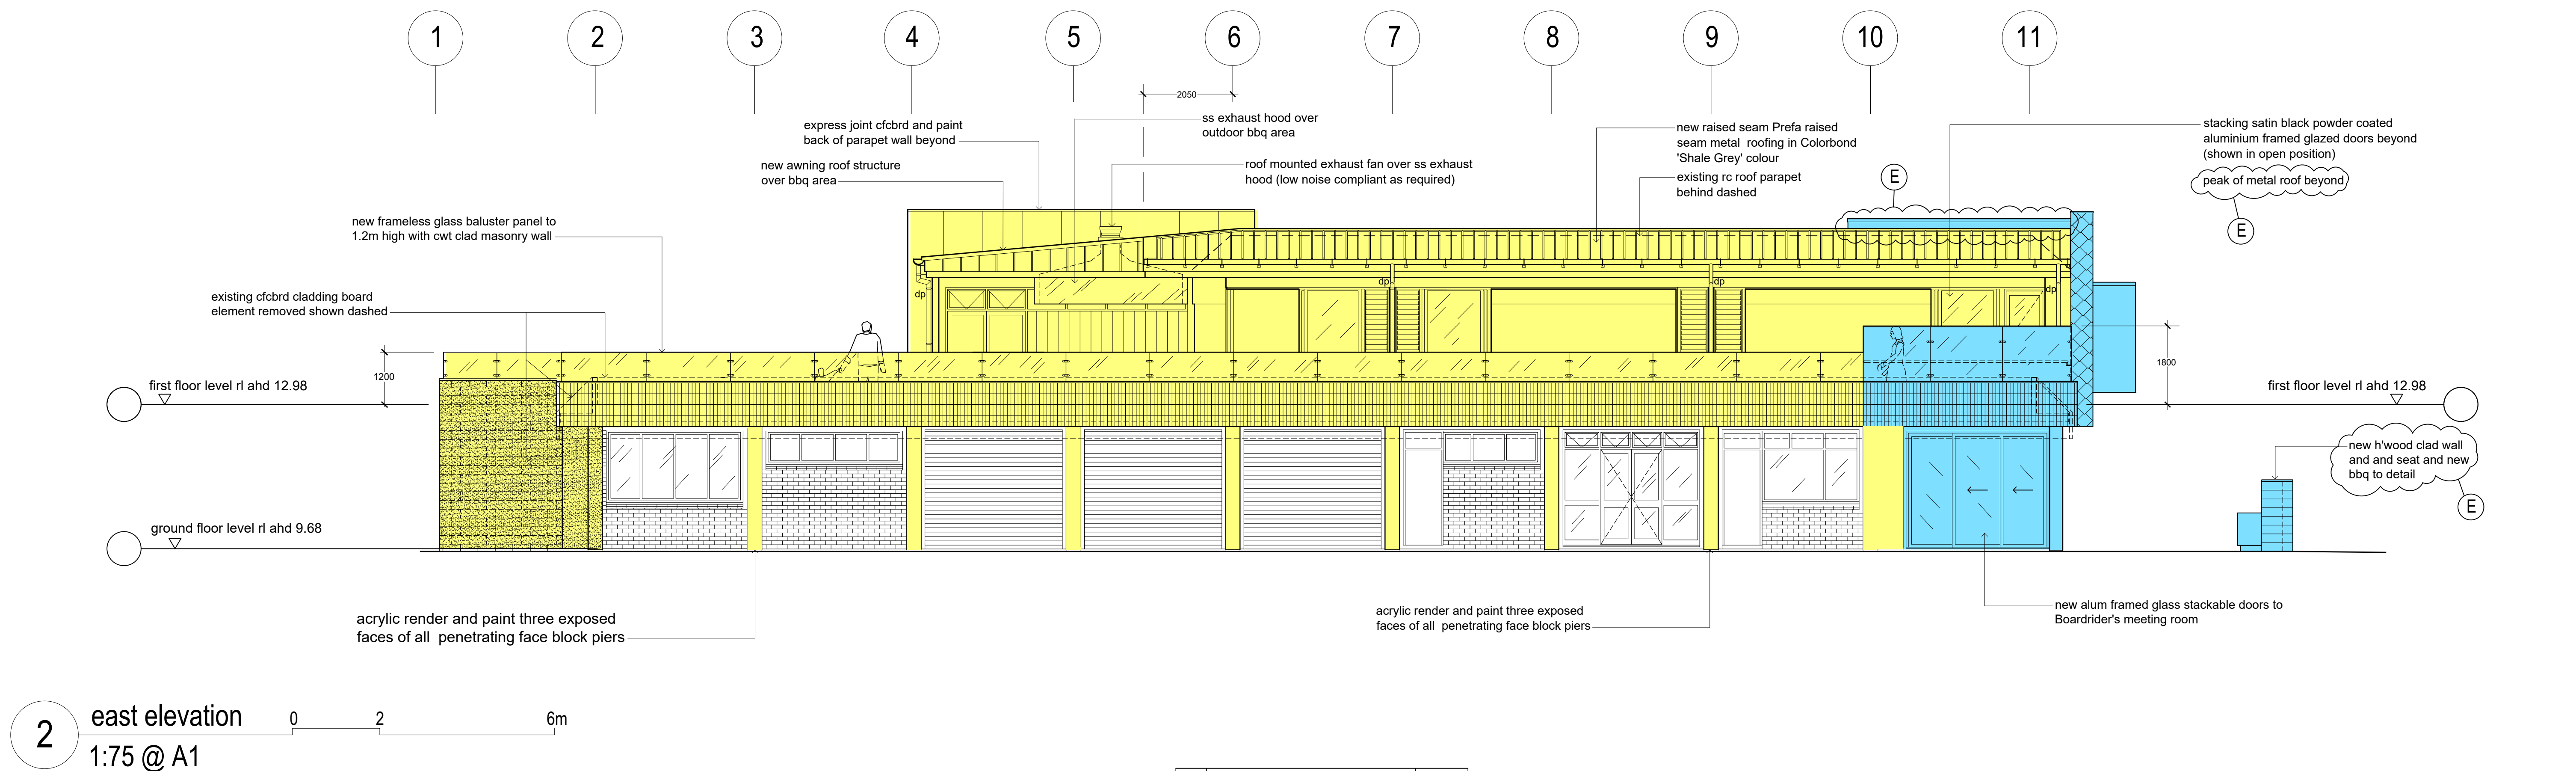 1 2 3 4 5 6 7 8 9 10 11
2050
express joint cfcbrd and paint
back of parapet wall beyond
new awning roof structure
over bbq area
ss exhaust hood over
outdoor bbq area
roof mounted exhaust fan over ss exhaust
hood (low noise compliant as required)
new raised seam Prefa raised
seam metal roofing in Colorbond
'Shale Grey' colour
existing rc roof parapet
behind dashed
E
stacking satin black powder coated
aluminium framed glazed doors beyond
(shown in open position)
peak of metal roof beyond
E
new frameless glass baluster panel to
1.2m high with cwt clad masonry wall
existing cfcbrd cladding board
element removed shown dashed
dp
dp
dp
dp
1200
1800
first floor level rl ahd 12.98
first floor level rl ahd 12.98
new h'wood clad wall
and and seat and new
bbq to detail
E
ground floor level rl ahd 9.68
acrylic render and paint three exposed
faces of all penetrating face block piers
acrylic render and paint three exposed
faces of all penetrating face block piers
new alum framed glass stackable doors to
Boardrider's meeting room
2
east elevation
0 2 6m
1:75 @ A1